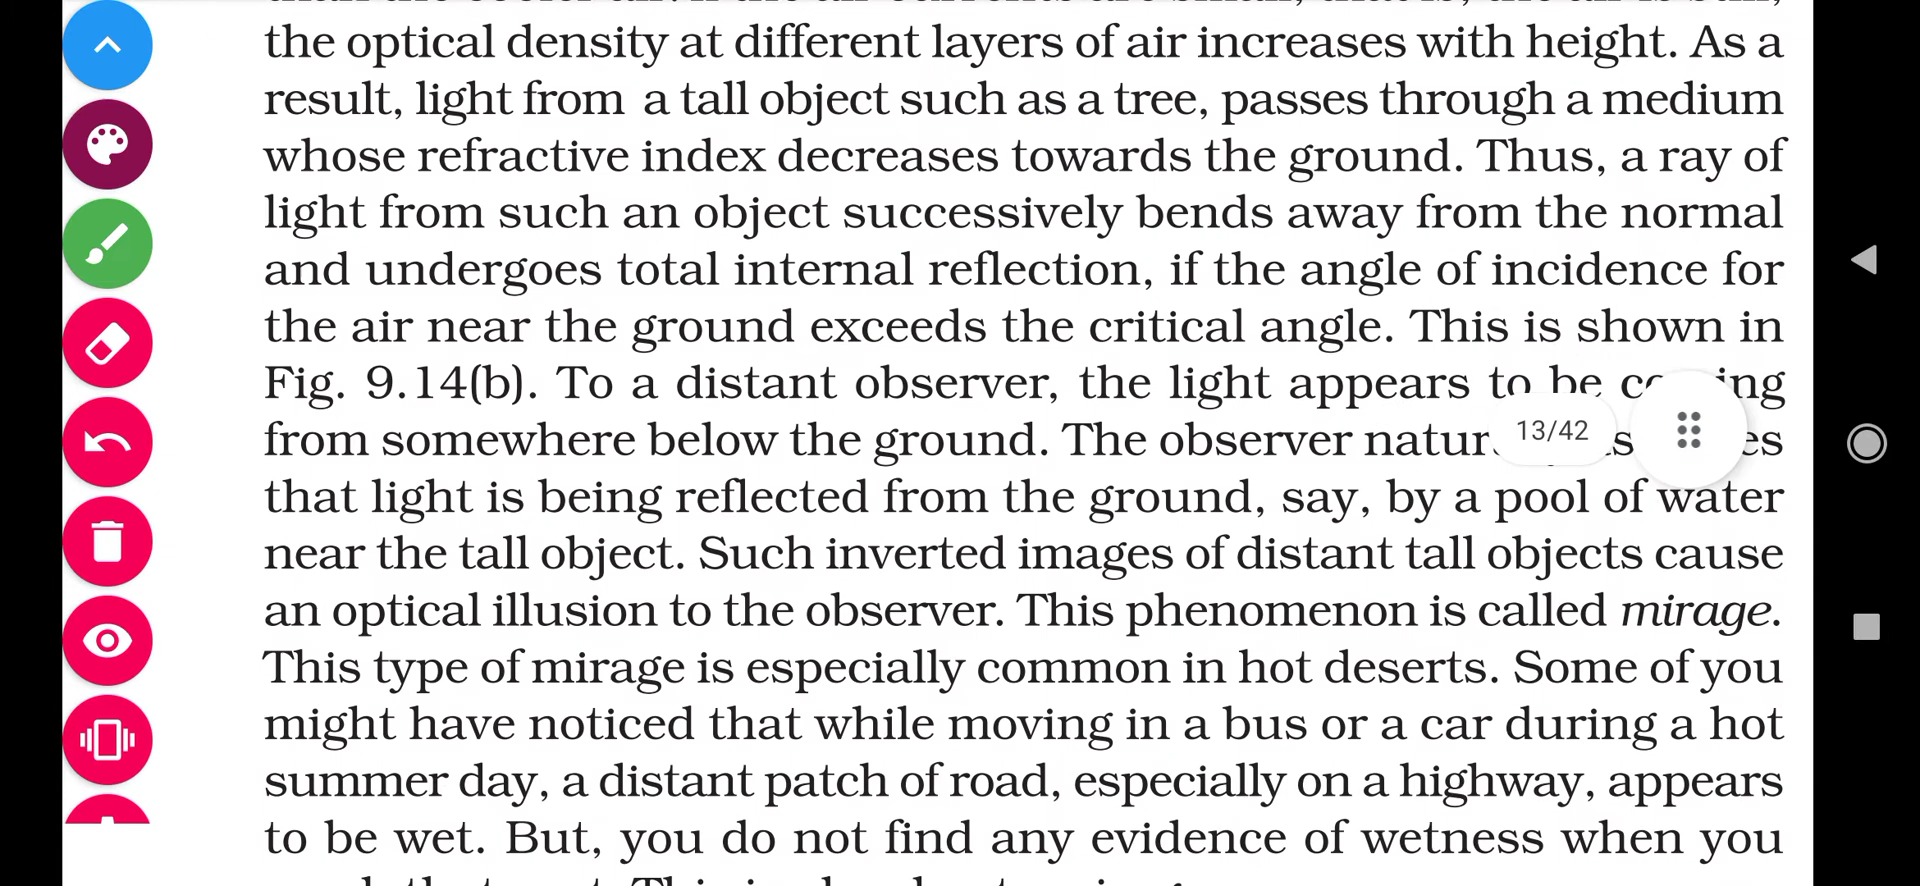 the optical density at different layers of air increases with height. As a
result, light from a tall object such as a tree, passes through a medium
whose refractive index decreases towards the ground. Thus, a ray of
light from such an object successively bends away from the normal
and undergoes total internal reflection, if the angle of incidence for
the air near the ground exceeds the critical angle. This is shown in
Fig. 9.14(b). To a distant observer, the light appears to be
from somewhere below the ground. The observer
13/42
that light is being reflected from the ground, say, by a pool of water
near the tall object. Such inverted images of distant tall objects cause
an optical illusion to the observer. This phenomenon is called mirage.
This type of mirage is especially common in hot deserts. Some of you
might have noticed that while moving in a bus or a car during a hot
summer day, a distant patch of road, especially on a highway, appears
to be wet. But, you do not find any evidence of wetness when you